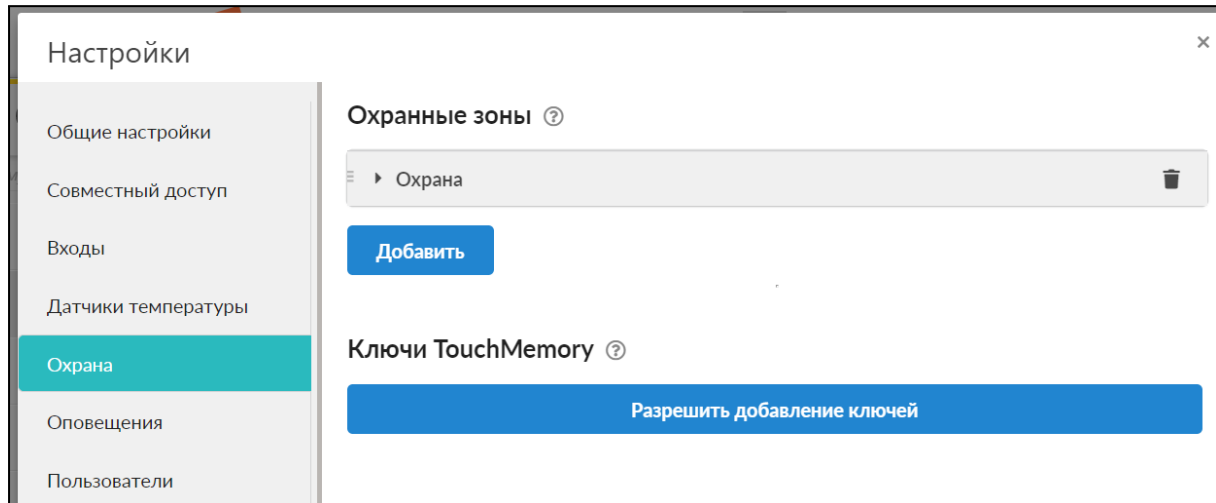 Настройки
×
Общие настройки
Совместный доступ
Входы
Датчики температуры
Охрана
Оповещения
Пользователи
Охранные зоны ?
Охрана
Добавить
Ключи TouchMemory ?
Разрешить добавление ключей